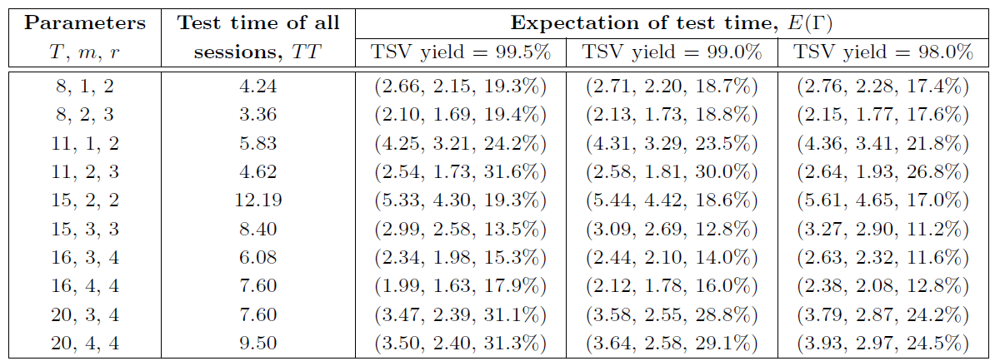 Parameters Test time of all Expectation of test time, E(Γ)
T, m, r sessions, TT TSV yield = 99.5% TSV yield = 99.0% TSV yield = 98.0%
8, 1, 2 4.24 (2.66, 2.15, 19.3%) (2.71, 2.20, 18.7%) (2.76, 2.28, 17.4%)
8, 2, 3 3.36 (2.10, 1.69, 19.4%) (2.13, 1.73, 18.8%) (2.15, 1.77, 17.6%)
11, 1, 2 5.83 (4.25, 3.21, 24.2%) (4.31, 3.29, 23.5%) (4.36, 3.41, 21.8%)
11, 2, 3 4.62 (2.54, 1.73, 31.6%) (2.58, 1.81, 30.0%) (2.64, 1.93, 26.8%)
15, 2, 2 12.19 (5.33, 4.30, 19.3%) (5.44, 4.42, 18.6%) (5.61, 4.65, 17.0%)
15, 3, 3 8.40 (2.99, 2.58, 13.5%) (3.09, 2.69, 12.8%) (3.27, 2.90, 11.2%)
16, 3, 4 6.08 (2.34, 1.98, 15.3%) (2.44, 2.10, 14.0%) (2.63, 2.32, 11.6%)
16, 4, 4 7.60 (1.99, 1.63, 17.9%) (2.12, 1.78, 16.0%) (2.38, 2.08, 12.8%)
20, 3, 4 7.60 (3.47, 2.39, 31.1%) (3.58, 2.55, 28.8%) (3.79, 2.87, 24.2%)
20, 4, 4 9.50 (3.50, 2.40, 31.3%) (3.64, 2.58, 29.1%) (3.93, 2.97, 24.5%)